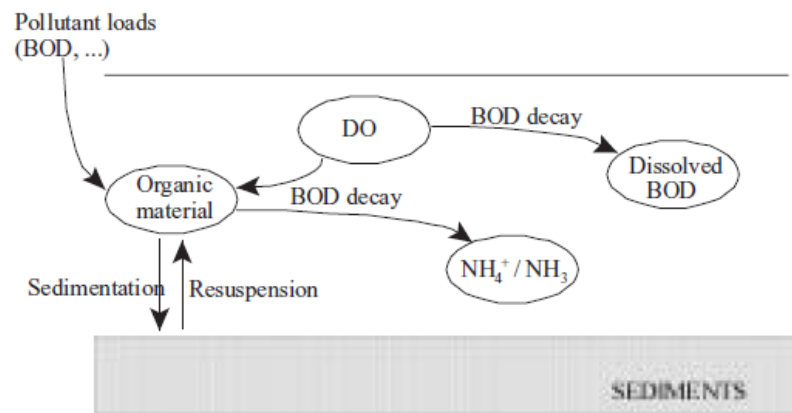 Pollutant loads
(BOD, ...)
DO
BOD decay
Dissolved
BOD
Organic
material
BOD decay
NH₄⁺ / NH₃
Sedimentation
Resuspension
SEDIMENTS